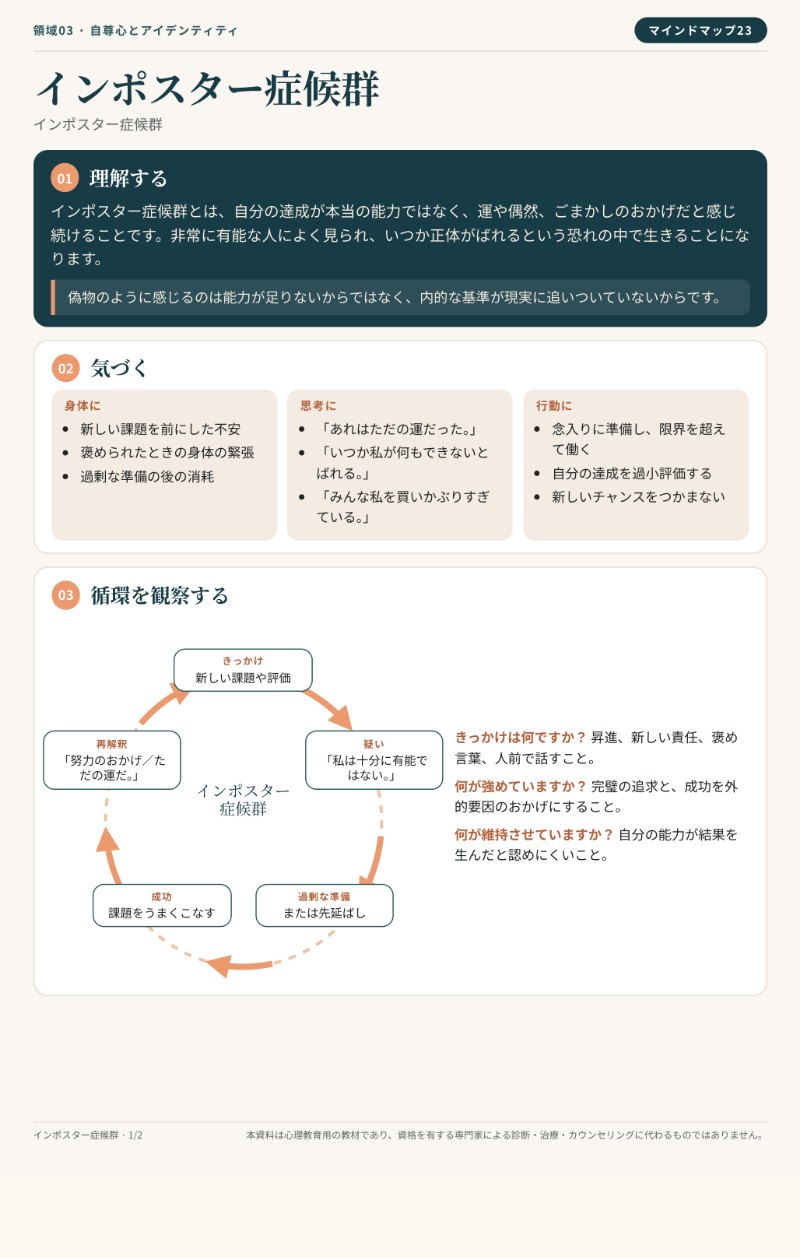 領域03 · 自尊心とアイデンティティ
マインドマップ23
インポスター症候群
インポスター症候群
01 理解する
インポスター症候群とは、自分の達成が本当の能力ではなく、運や偶然、ごまかしのおかげだと感じ
続けることです。非常に有能な人によく見られ、いつか正体がばれるという恐れの中で生きることにな
ります。
偽物のように感じるのは能力が足りないからではなく、内的な基準が現実に追いついていないからです。
02 気づく
身体に
• 新しい課題を前にした不安
• 褒められたときの身体の緊張
• 過剰な準備の後の消耗
思考に
• 「あれはただの運だった。」
• 「いつか私が何もできないと
ばれる。」
• 「みんな私を買いかぶりすぎ
ている。」
行動に
• 念入りに準備し、限界を超え
て働く
• 自分の達成を過小評価する
• 新しいチャンスをつかまない
03 循環を観察する
きっかけ
新しい課題や評価
疑い
「私は十分に有能で
はない。」
過剰な準備
または先延ばし
成功
課題をうまくこなす
再解釈
「努力のおかげ／た
だの運だ。」
インポスター
症候群
きっかけは何ですか？ 昇進、新しい責任、褒め
言葉、人前で話すこと。
何が強めていますか？ 完璧の追求と、成功を外
的要因のおかげにすること。
何が維持させていますか？ 自分の能力が結果を
生んだと認めにくいこと。
インポスター症候群 · 1/2
本資料は心理教育用の教材であり、資格を有する専門家による診断・治療・カウンセリングに代わるものではありません。